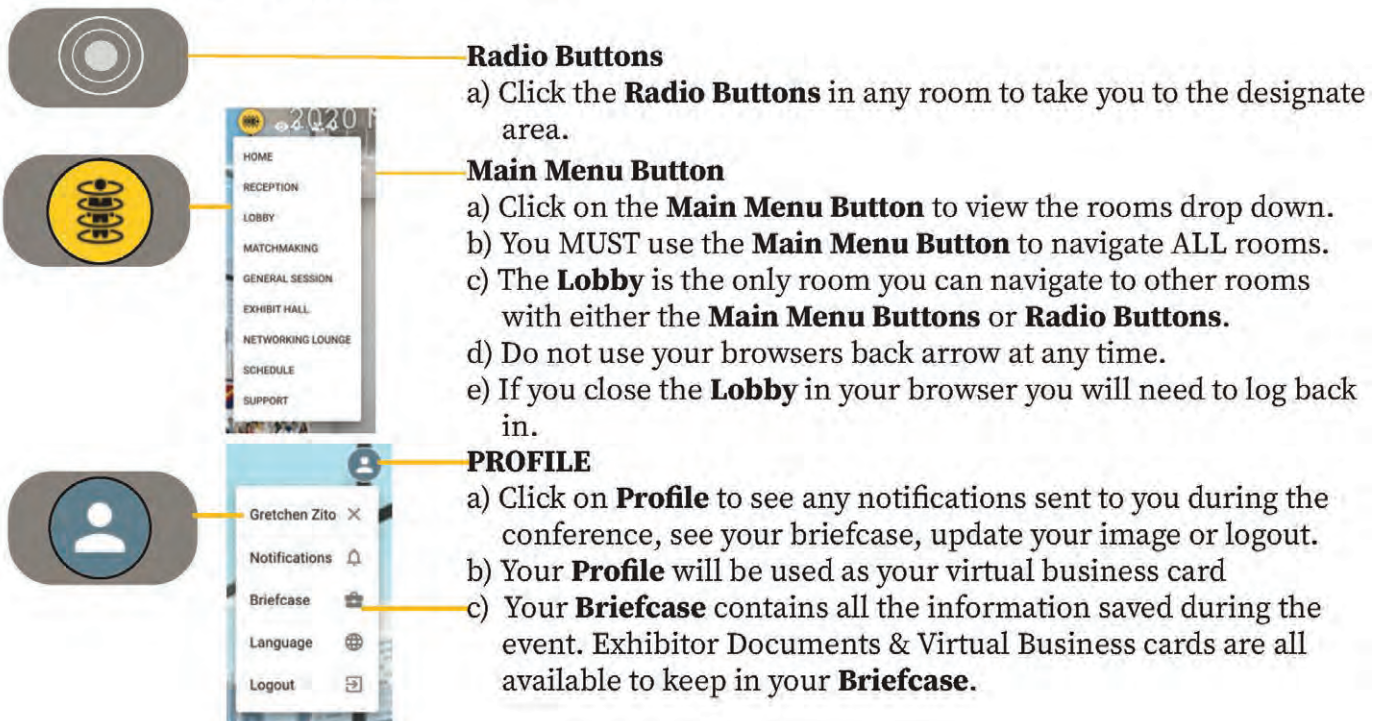 Radio Buttons
a) Click the Radio Buttons in any room to take you to the designate
area.
2020
HOME
RECEPTION
LOBBY
MATCHMAKING
GENERAL SESSION
EXHIBIT HALL
NETWORKING LOUNGE
SCHEDULE
SUPPORT
Main Menu Button
a) Click on the Main Menu Button to view the rooms drop down.
b) You MUST use the Main Menu Button to navigate ALL rooms.
c) The Lobby is the only room you can navigate to other rooms
with either the Main Menu Buttons or Radio Buttons.
d) Do not use your browsers back arrow at any time.
e) If you close the Lobby in your browser you will need to log back
in.
Gretchen Zito
Notifications
Briefcase
Language
Logout
PROFILE
a) Click on Profile to see any notifications sent to you during the
conference, see your briefcase, update your image or logout.
b) Your Profile will be used as your virtual business card
c) Your Briefcase contains all the information saved during the
event. Exhibitor Documents & Virtual Business cards are all
available to keep in your Briefcase.